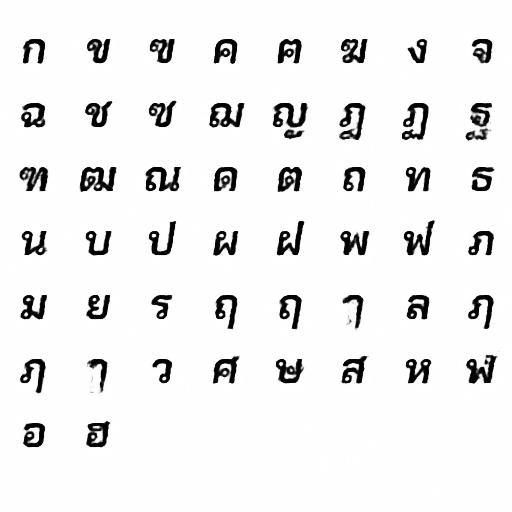 ก ข ฃ ค ฅ ฆ ง จ
ฉ ช ซ ฌ ญ ฎ ฏ ฐ
ฑ ฒ ณ ด ต ถ ท ธ
น บ ป ผ ฝ พ ฟ ภ
ม ย ร ฤ ฤ ๅ ล ฦ
ฦ ๅ ว ศ ษ ส ห ฬ
อ ฮ